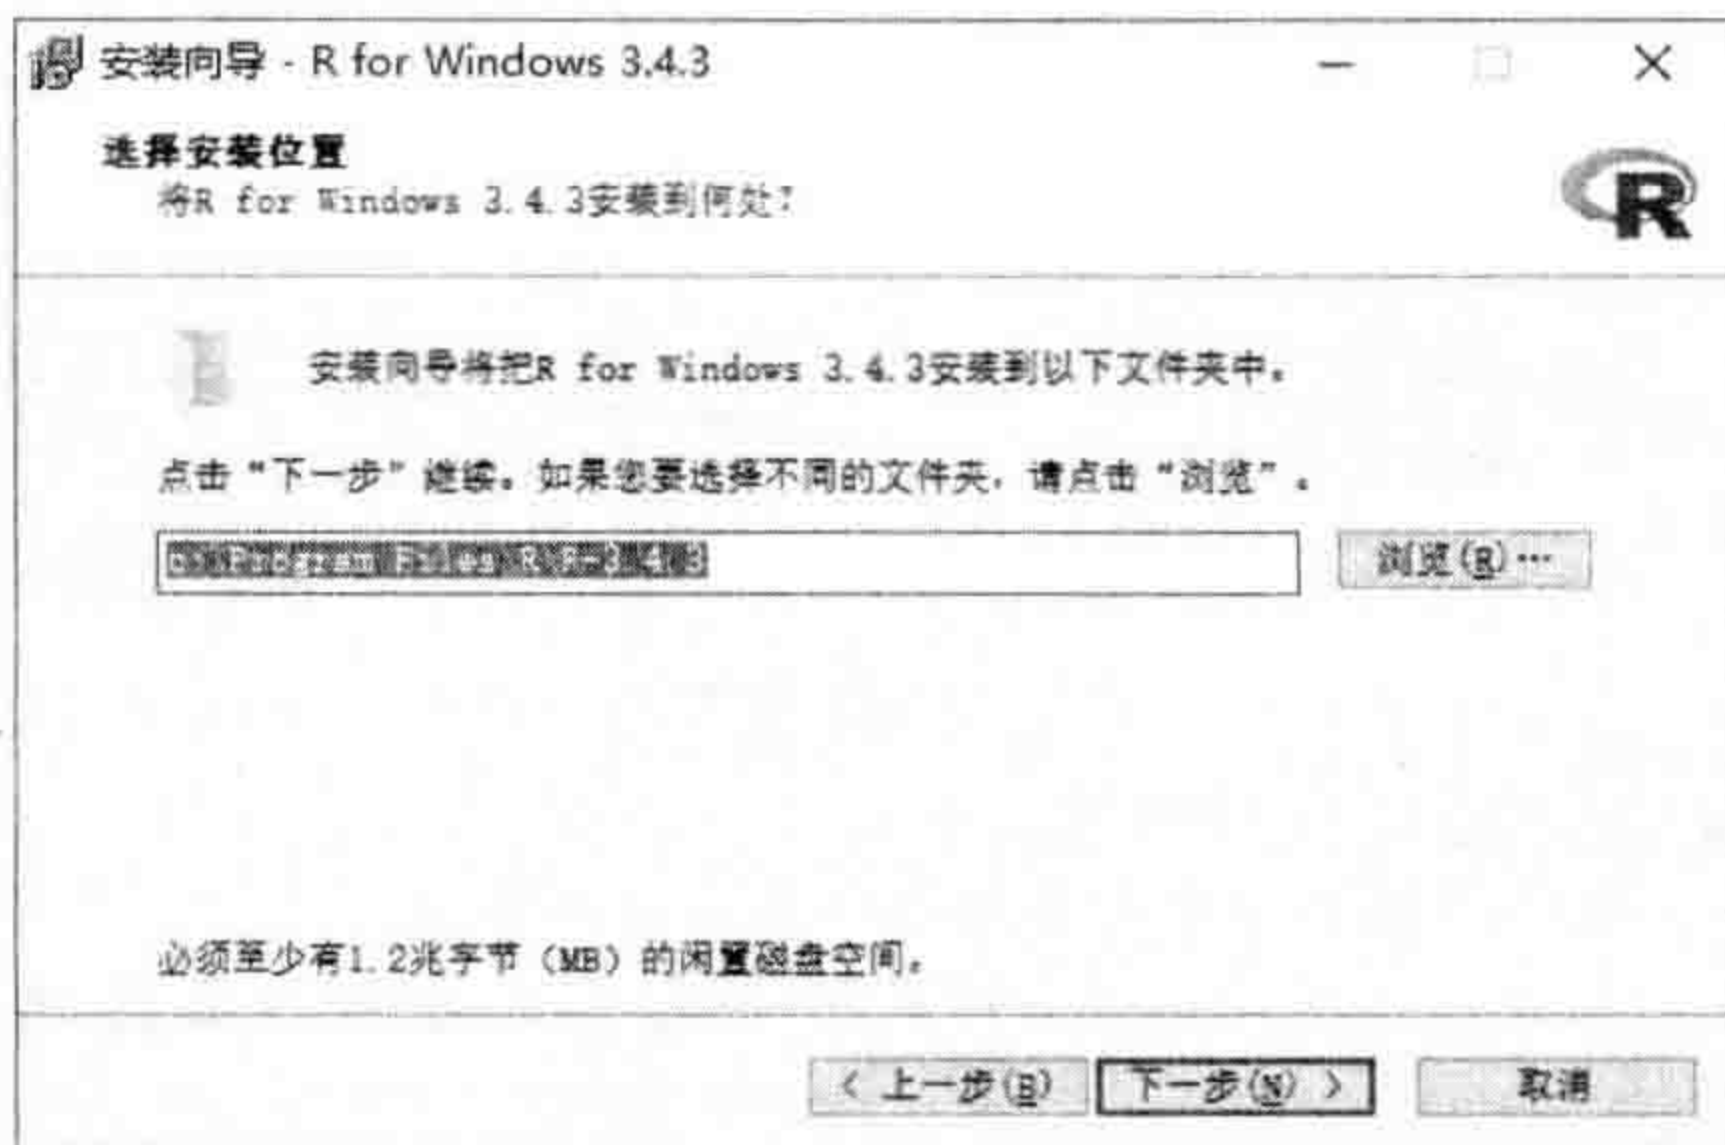 安装向导 - R for Windows 3.4.3
选择安装位置
将R for Windows 3.4.3安装到何处?
R
安装向导将把R for Windows 3.4.3安装到以下文件夹中。
点击“下一步”继续。如果您要选择不同的文件夹,请点击“浏览”。
Program Files R R-3.4.3
浏览(R)…
必须至少有1.2兆字节(MB)的闲置磁盘空间。
< 上一步(B)
下一步(N) >
取消